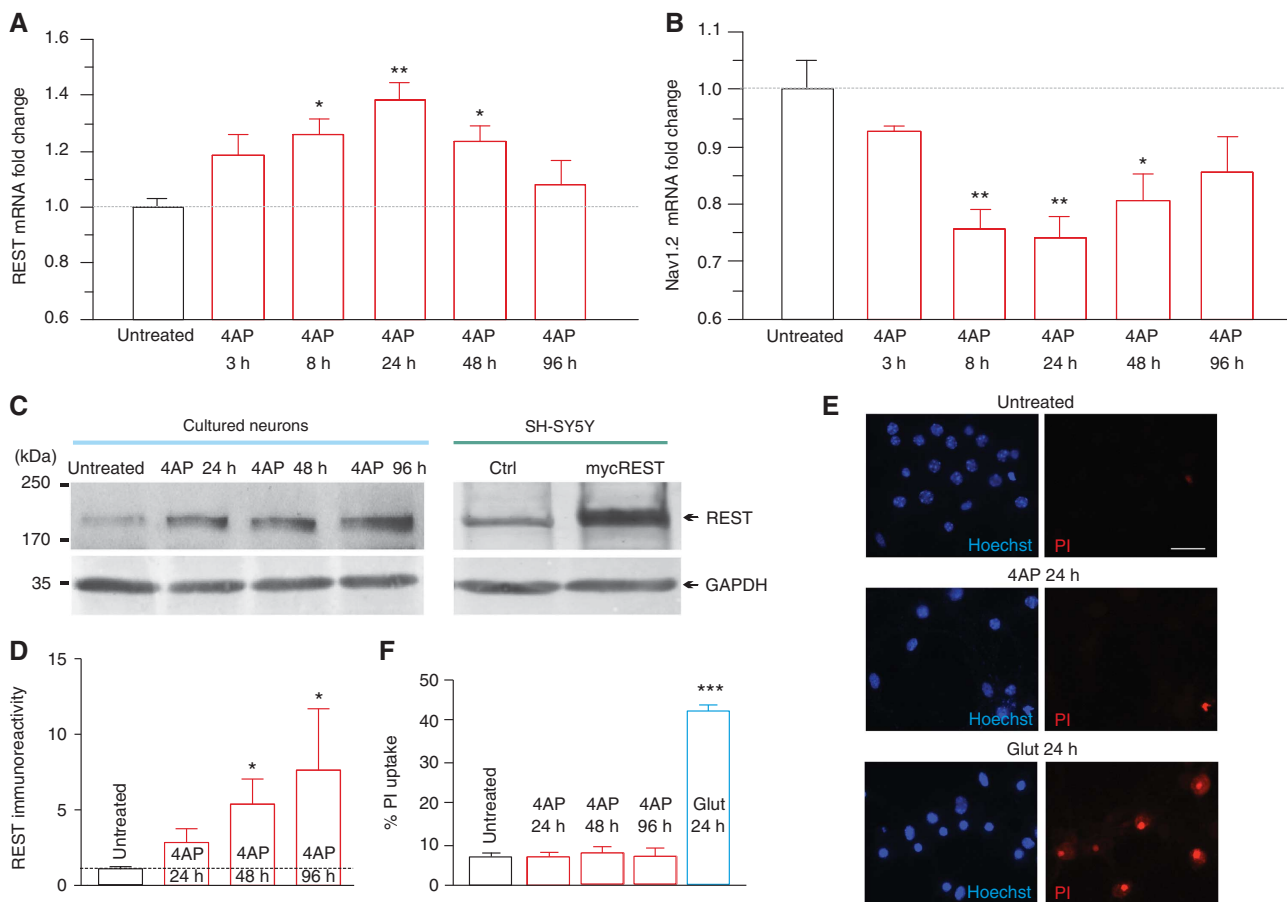 A
REST mRNA fold change
1.6
1.4
1.2
1.0
0.8
0.6
*
**
*
Untreated 4AP 4AP 4AP 4AP 4AP
3 h 8 h 24 h 48 h 96 h
B
Nav1.2 mRNA fold change
1.1
1.0
0.9
0.8
0.7
0.6
**
**
*
Untreated 4AP 4AP 4AP 4AP 4AP
3 h 8 h 24 h 48 h 96 h
C
Cultured neurons SH-SY5Y
(kDa) Untreated 4AP 24 h 4AP 48 h 4AP 96 h Ctrl mycREST
250
170
REST
35
GAPDH
D
REST immunoreactivity
15
10
5
0
Untreated
4AP
24 h
4AP
48 h
4AP
96 h
*
*
F
% PI uptake
50
40
30
20
10
0
Untreated
4AP
24 h
4AP
48 h
4AP
96 h
Glut
24 h
***
E
Untreated
Hoechst PI
4AP 24 h
Hoechst PI
Glut 24 h
Hoechst PI